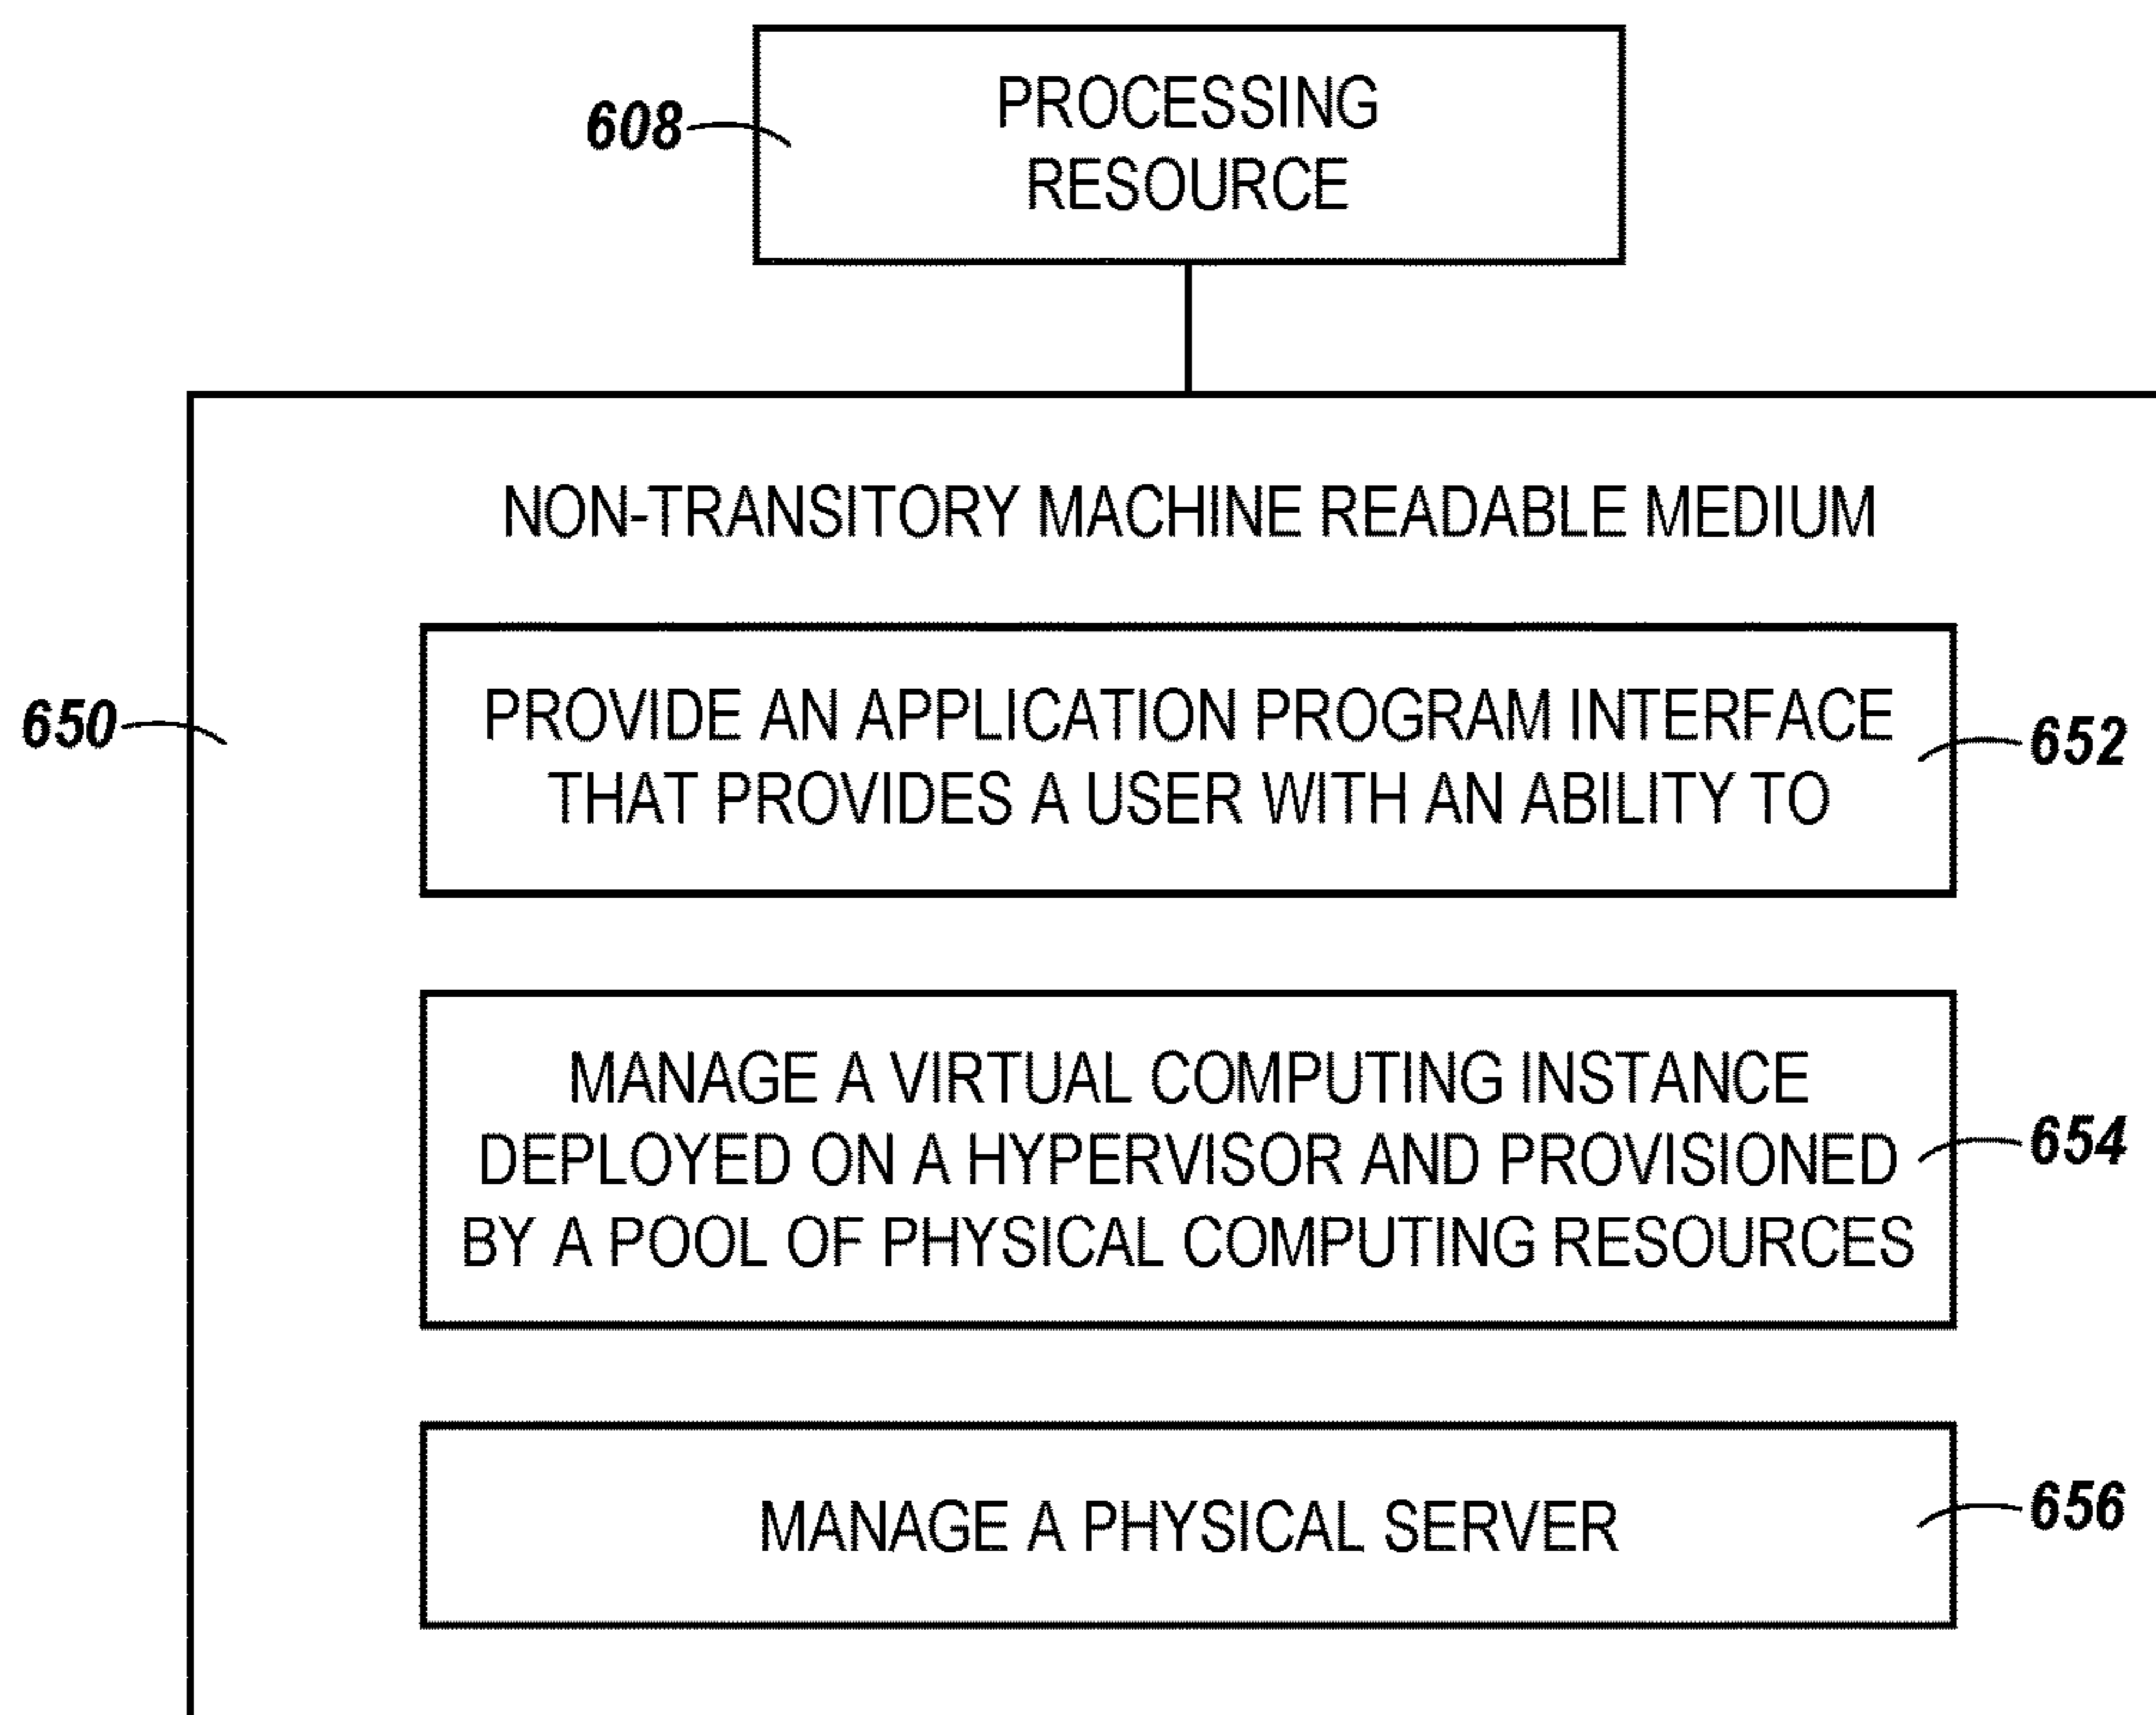 608
PROCESSING
RESOURCE
NON-TRANSITORY MACHINE READABLE MEDIUM
650
PROVIDE AN APPLICATION PROGRAM INTERFACE
THAT PROVIDES A USER WITH AN ABILITY TO
652
MANAGE A VIRTUAL COMPUTING INSTANCE
DEPLOYED ON A HYPERVISOR AND PROVISIONED
BY A POOL OF PHYSICAL COMPUTING RESOURCES
654
MANAGE A PHYSICAL SERVER
656